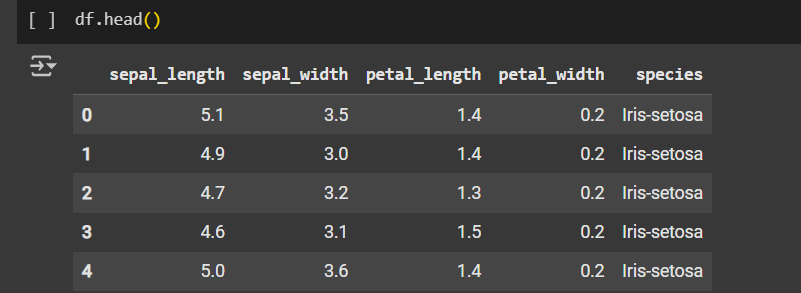 [ ] df.head()
sepal_length sepal_width petal_length petal_width species
0 5.1 3.5 1.4 0.2 Iris-setosa
1 4.9 3.0 1.4 0.2 Iris-setosa
2 4.7 3.2 1.3 0.2 Iris-setosa
3 4.6 3.1 1.5 0.2 Iris-setosa
4 5.0 3.6 1.4 0.2 Iris-setosa